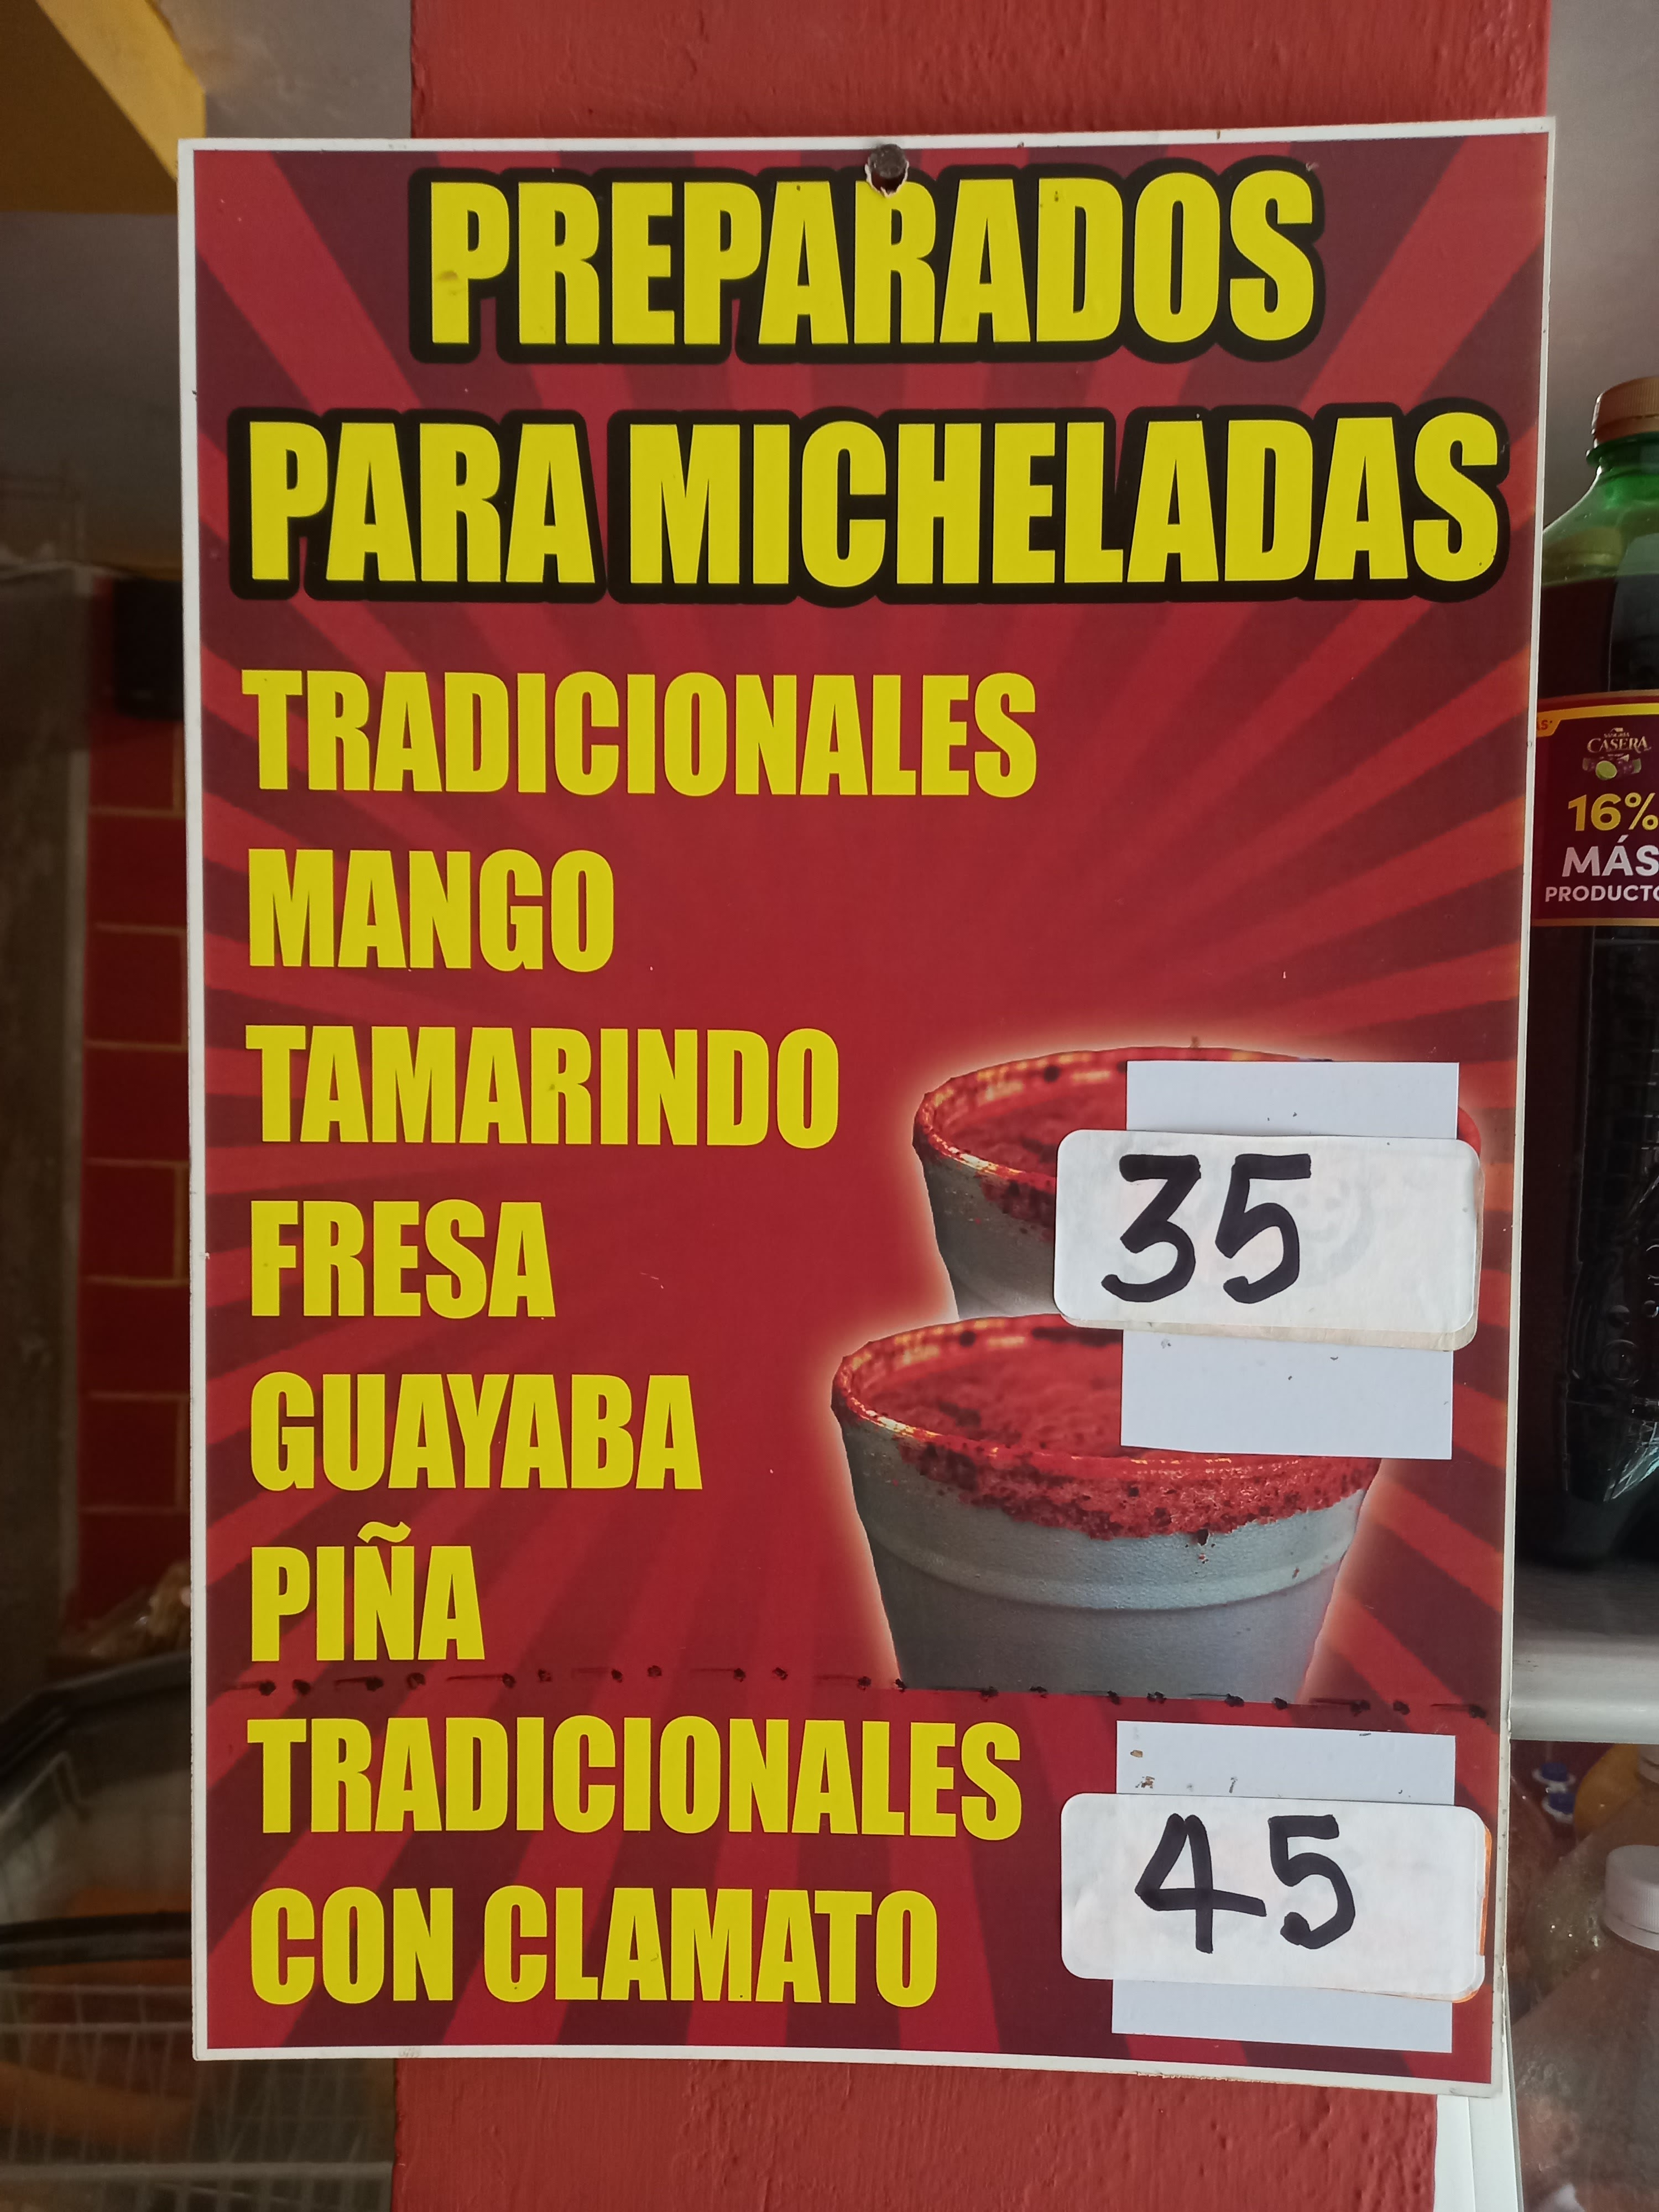 PREPARADOS
PARA MICHELADAS
TRADICIONALES
MANGO
TAMARINDO
FRESA
GUAYABA
PIÑA
35
TRADICIONALES
CON CLAMATO
45
CASERA
16%
MÁS
PRODUCTO